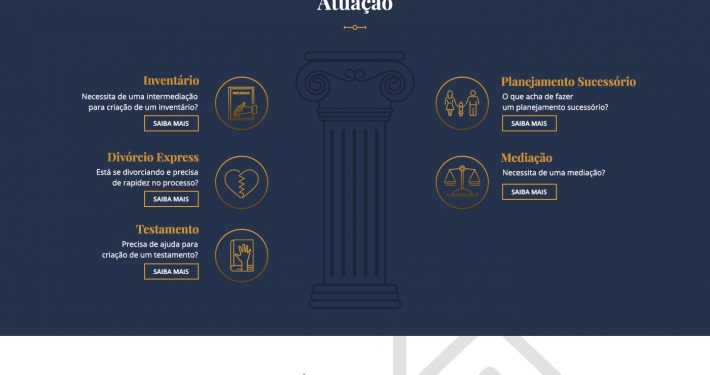 Atuação
Inventário
Necessita de uma intermediação
para criação de um inventário?
SAIBA MAIS
Divórcio Express
Está se divorciando e precisa
de rapidez no processo?
SAIBA MAIS
Testamento
Precisa de ajuda para
criação de um testamento?
SAIBA MAIS
Planejamento Sucessório
O que acha de fazer
um planejamento sucessório?
SAIBA MAIS
Mediação
Necessita de uma mediação?
SAIBA MAIS